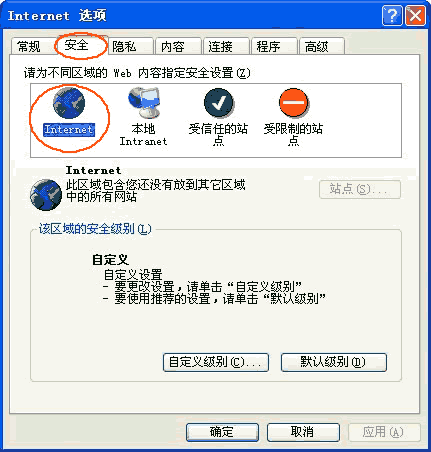 Internet 选项
常规 安全 隐私 内容 连接 程序 高级
请为不同区域的 Web 内容指定安全设置(Z)
Internet
本地
Intranet
受信任的站
点
受限制的站
点
Internet
此区域包含您还没有放到其它区域
中的所有网站
站点(S)...
该区域的安全级别(L)
自定义
自定义设置
- 要更改设置,请单击“自定义级别”
- 要使用推荐的设置,请单击“默认级别”
自定义级别(C)... 默认级别(D)
确定 取消 应用(A)